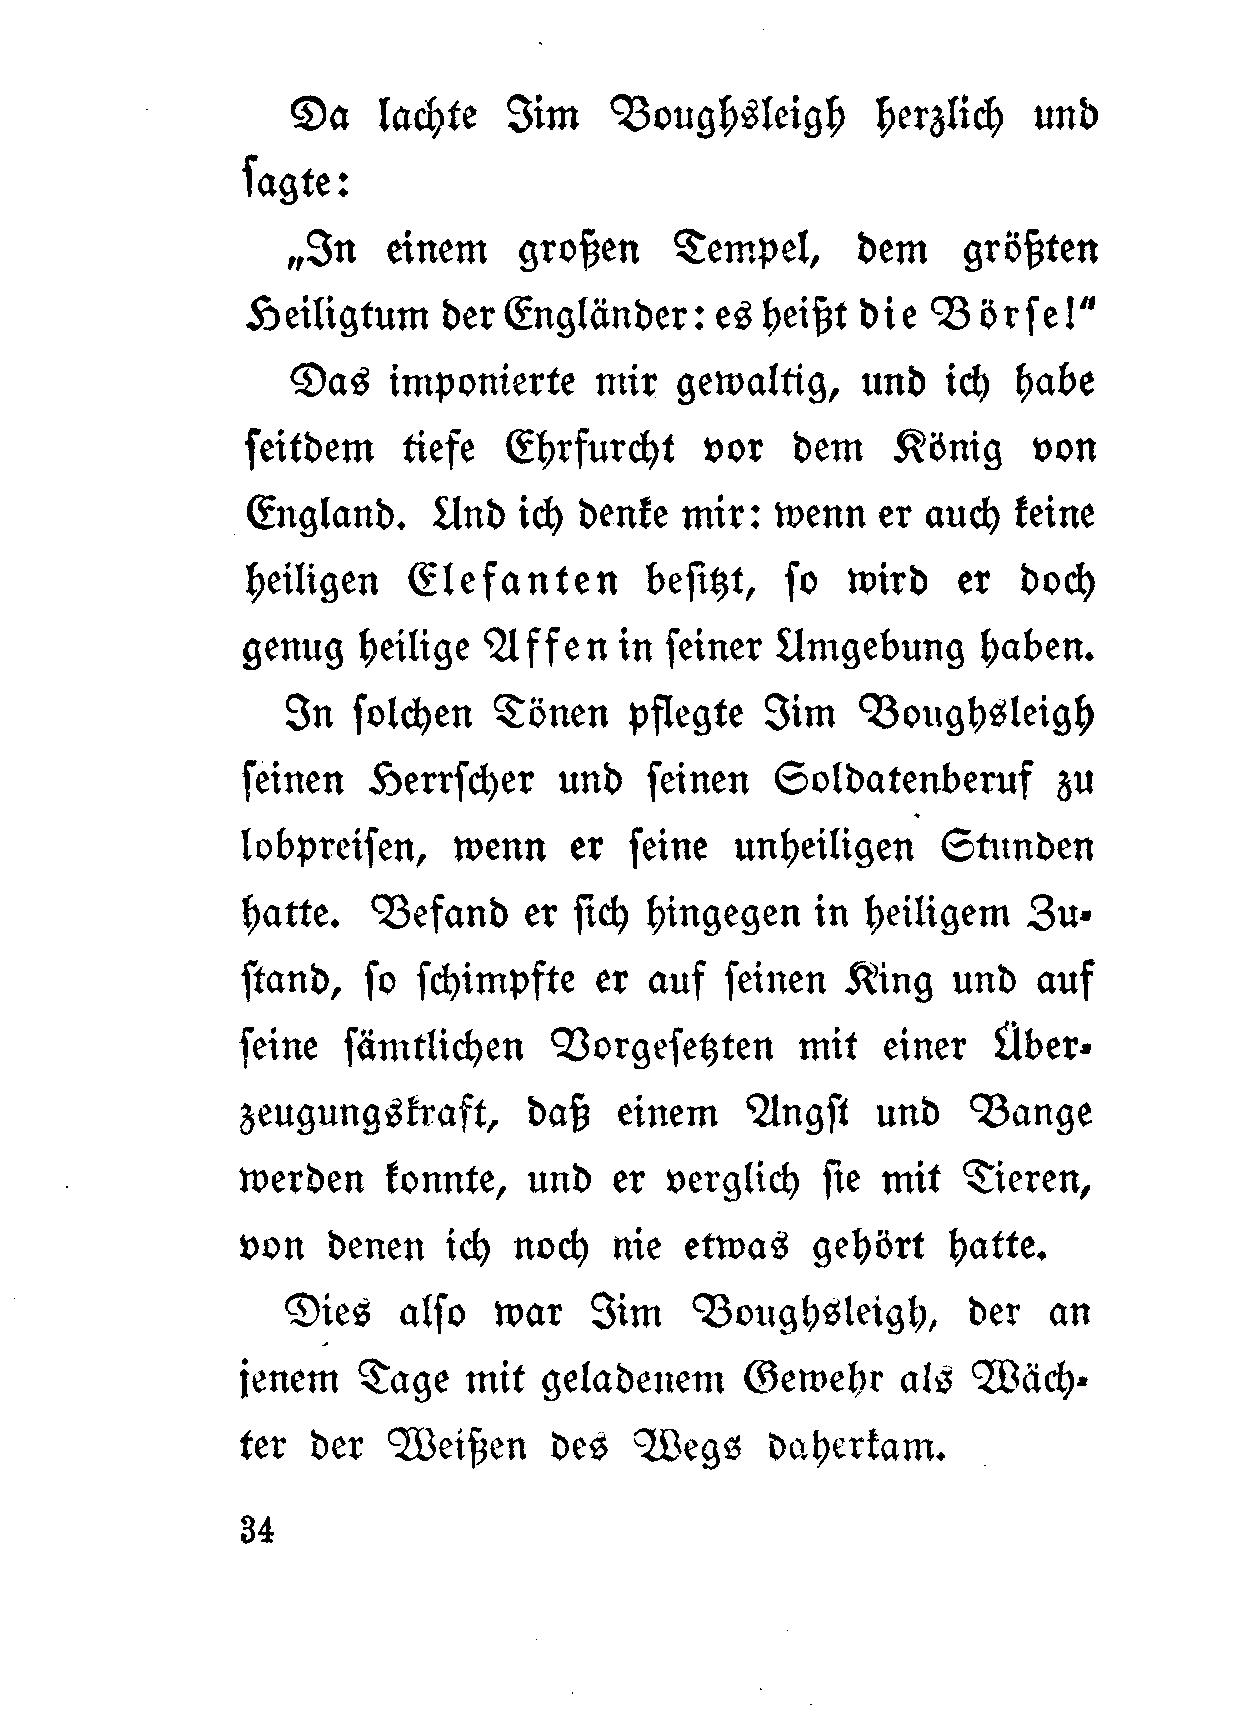 Da lachte Jim Boughsleigh herzlich und
sagte:
„In einem großen Tempel, dem größten
Heiligtum der Engländer: es heißt die Börse!“
Das imponierte mir gewaltig, und ich habe
seitdem tiefe Ehrfurcht vor dem König von
England. Und ich denke mir: wenn er auch keine
heiligen Elefanten besitzt, so wird er doch
genug heilige Affen in seiner Umgebung haben.
In solchen Tönen pflegte Jim Boughsleigh
seinen Herrscher und seinen Soldatenberuf zu
lobpreisen, wenn er seine unheiligen Stunden
hatte. Befand er sich hingegen in heiligem Zu-
stand, so schimpfte er auf seinen King und auf
seine sämtlichen Vorgesetzten mit einer Über-
zeugungskraft, daß einem Angst und Bange
werden konnte, und er verglich sie mit Tieren,
von denen ich noch nie etwas gehört hatte.
Dies also war Jim Boughsleigh, der an
jenem Tage mit geladenem Gewehr als Wäch-
ter der Weißen des Wegs daherkam.
34